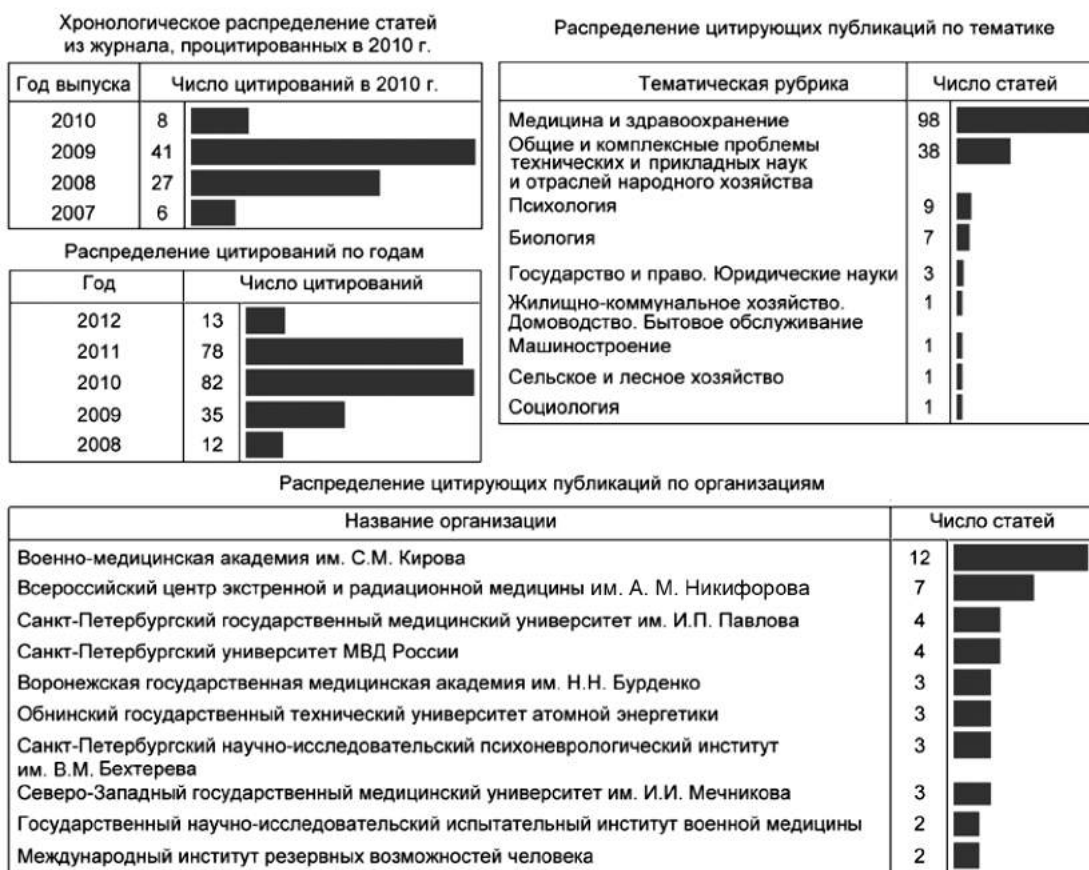 Хронологическое распределение статей
из журнала, процитированных в 2010 г.
Год выпуска Число цитирований в 2010 г.
2010 8
2009 41
2008 27
2007 6
Распределение цитирований по годам
Год Число цитирований
2012 13
2011 78
2010 82
2009 35
2008 12
Распределение цитирующих публикаций по тематике
Тематическая рубрика Число статей
Медицина и здравоохранение 98
Общие и комплексные проблемы 38
технических и прикладных наук
и отраслей народного хозяйства
Психология 9
Биология 7
Государство и право. Юридические науки 3
Жилищно-коммунальное хозяйство. 1
Домоводство. Бытовое обслуживание
Машиностроение 1
Сельское и лесное хозяйство 1
Социология 1
Распределение цитирующих публикаций по организациям
Название организации Число статей
Военно-медицинская академия им. С.М. Кирова 12
Всероссийский центр экстренной и радиационной медицины им. А. М. Никифорова 7
Санкт-Петербургский государственный медицинский университет им. И.П. Павлова 4
Санкт-Петербургский университет МВД России 4
Воронежская государственная медицинская академия им. Н.Н. Бурденко 3
Обнинский государственный технический университет атомной энергетики 3
Санкт-Петербургский научно-исследовательский психоневрологический институт 3
им. В.М. Бехтерева
Северо-Западный государственный медицинский университет им. И.И. Мечникова 3
Государственный научно-исследовательский испытательный институт военной медицины 2
Международный институт резервных возможностей человека 2